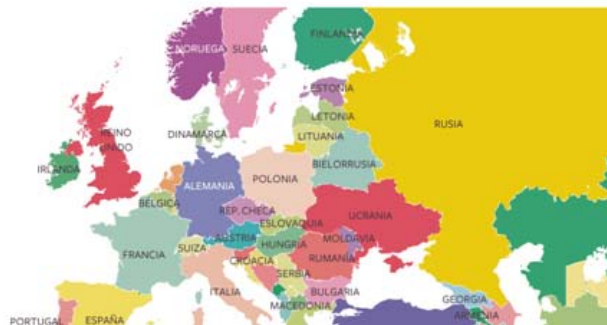 FINLANDIA
NORUEGA
SUECIA
ESTONIA
LETONIA
RUSIA
REINO
UNIDO
DINAMARCA
LITUANIA
BIELORRUSIA
IRLANDA
ALEMANIA
POLONIA
BÉLGICA
REP. CHECA
UCRANIA
ESLOVAQUIA
AUSTRIA
MOLDAVIA
HUNGRIA
FRANCIA
SUIZA
RUMANÍA
CROACIA
SERBIA
ITALIA
BULGARIA
GEORGIA
MACEDONIA
ARMENIA
PORTUGAL
ESPAÑA